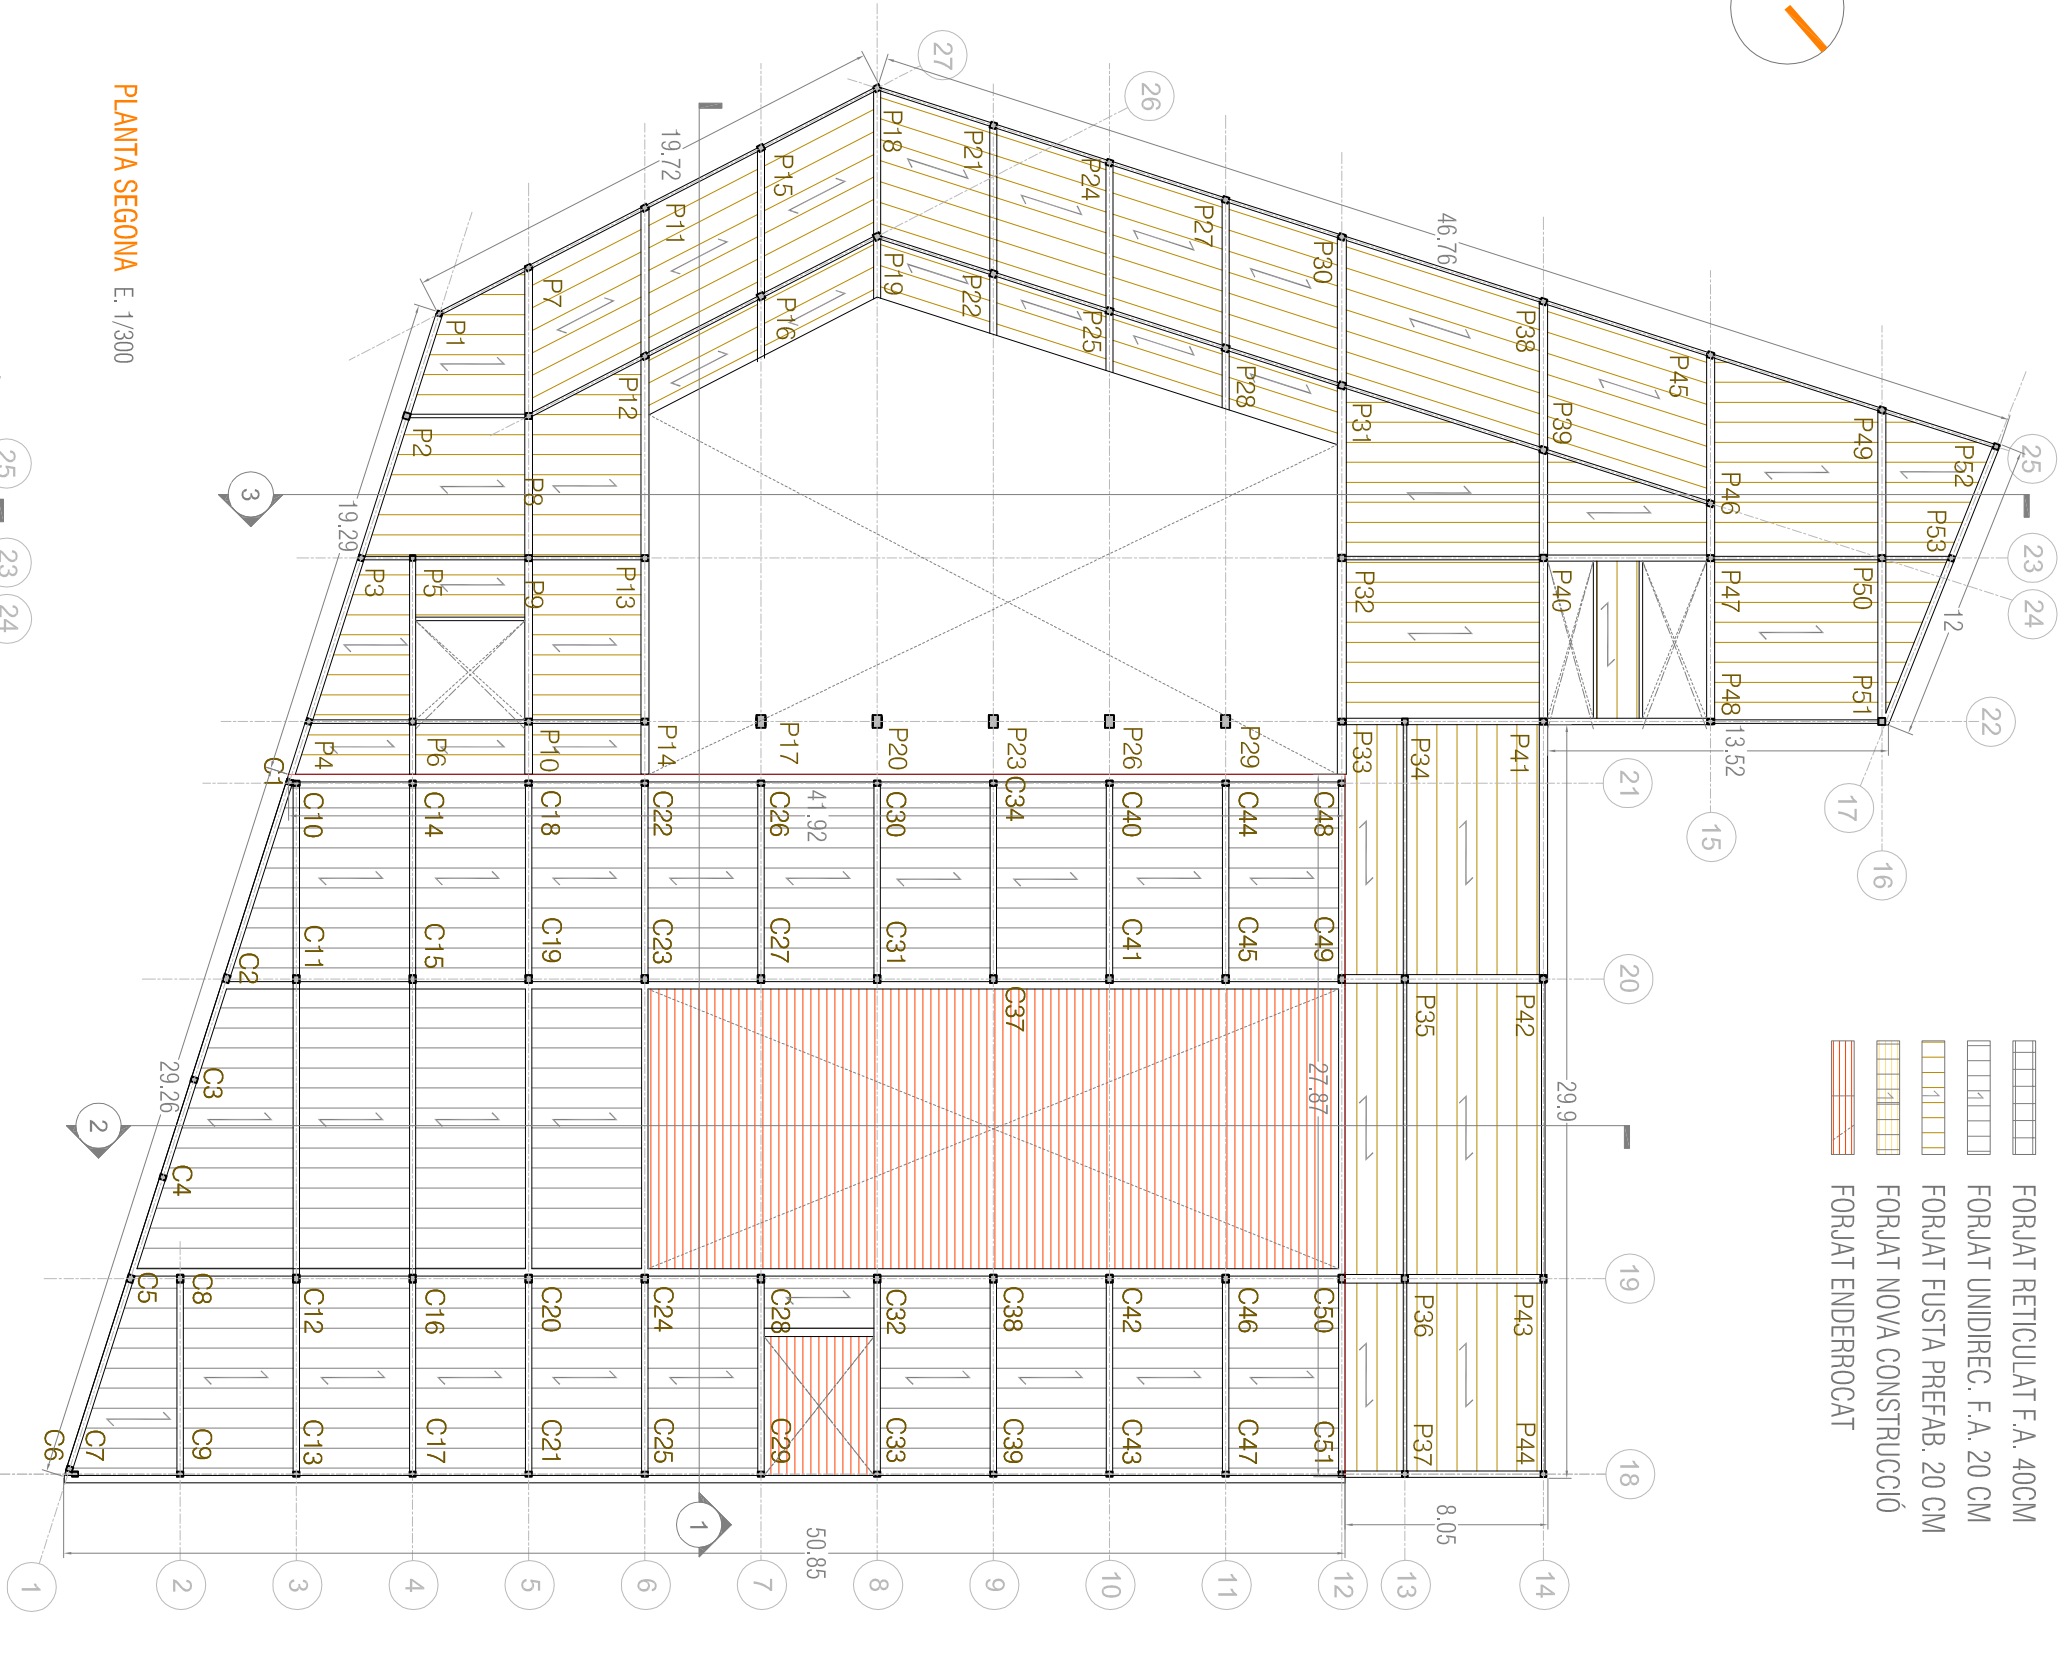 PLANTA SEGONA E. 1/300
FORJAT RETICULAT F.A. 40CM
FORJAT UNIDIREC. F.A. 20 CM
FORJAT FUSTA PREFAB. 20 CM
FORJAT NOVA CONSTRUCCIÓ
FORJAT ENDERROCAT
27
26
25
23
24
22
21
17
15
16
20
19
18
25
23
24
1
2
3
4
5
6
7
8
9
10
11
12
13
14
3
2
1
19.72
46.76
19.29
12
13.52
41.92
29.26
27.87
29.9
8.05
50.85
P18
P21
P15
P24
P11
P27
P30
P7
P19
P22
P16
P25
P1
P38
P45
P12
P28
P31
P39
P49
P52
P2
P8
P46
P53
P3
P5
P9
P13
P32
P40
P47
P50
P48
P51
P4
P6
P10
P14
P17
P20
P23
P26
P29
P33
P34
P41
C1
C10
C14
C18
C22
C26
C30
C34
C40
C44
C48
C2
C11
C15
C19
C23
C27
C31
C41
C45
C49
C37
P35
P42
C3
C4
C5
C8
C12
C16
C20
C24
C28
C32
C38
C42
C46
C50
P36
P43
C6
C7
C9
C13
C17
C21
C25
C29
C33
C39
C43
C47
C51
P37
P44